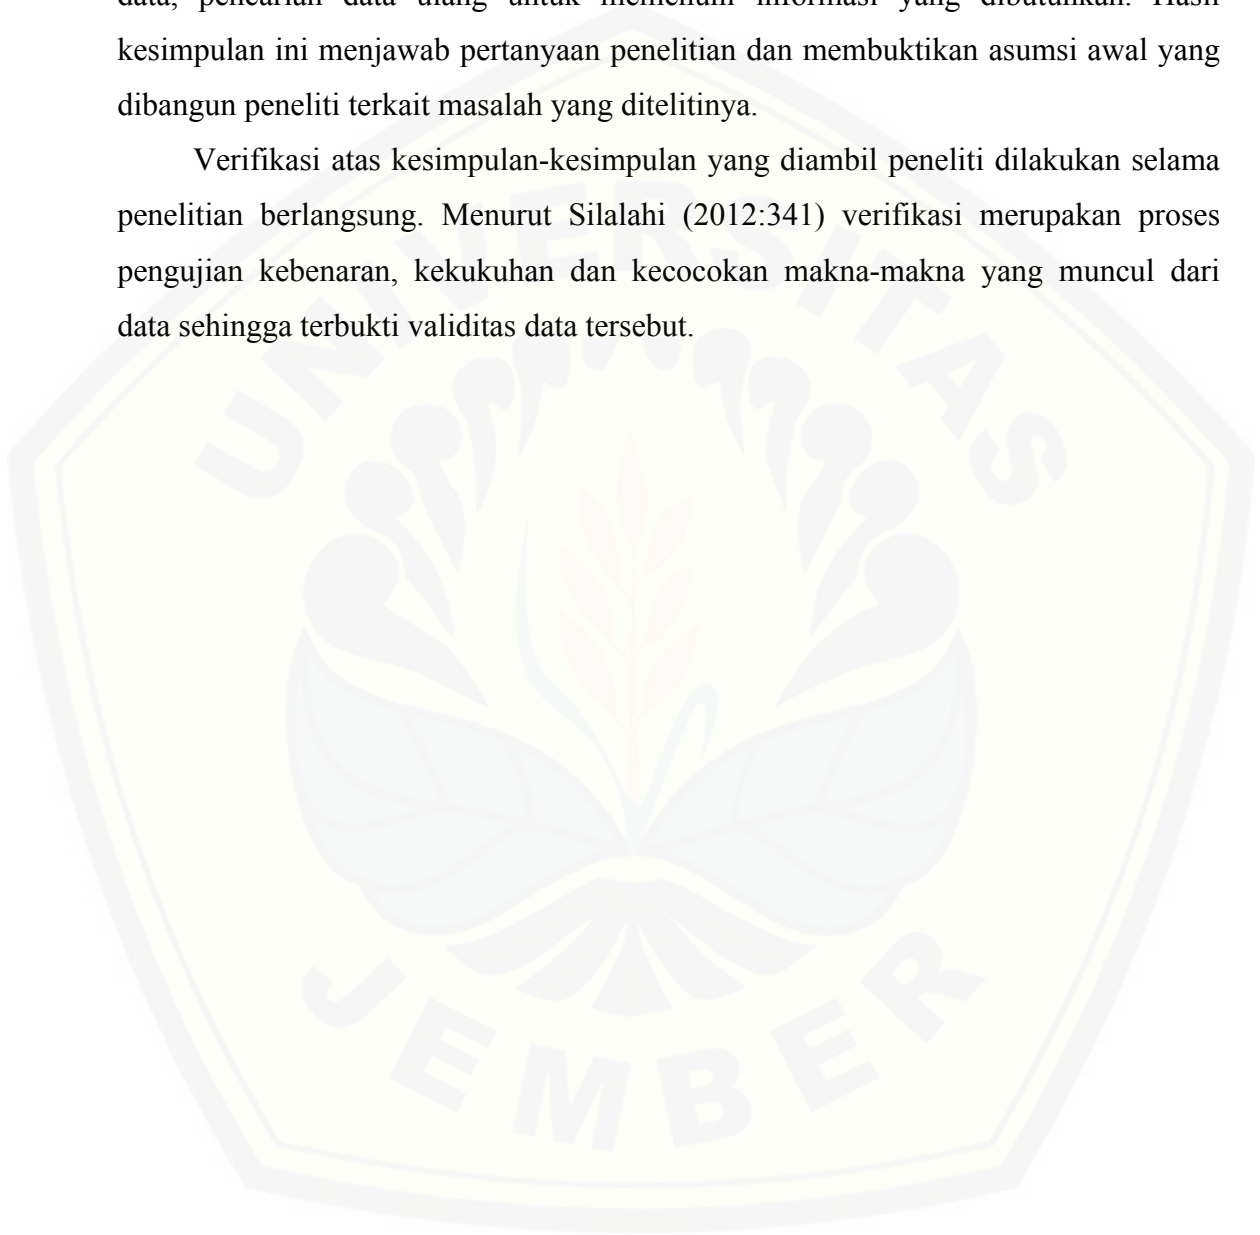 data, pencarian data ulang untuk memenuhi informasi yang dibutuhkan. Hasil
kesimpulan ini menjawab pertanyaan penelitian dan membuktikan asumsi awal yang
dibangun peneliti terkait masalah yang ditelitinya.
Verifikasi atas kesimpulan-kesimpulan yang diambil peneliti dilakukan selama
penelitian berlangsung. Menurut Silalahi (2012:341) verifikasi merupakan proses
pengujian kebenaran, kekukuhan dan kecocokan makna-makna yang muncul dari
data sehingga terbukti validitas data tersebut.
UNIVERSITAS
JEMBER